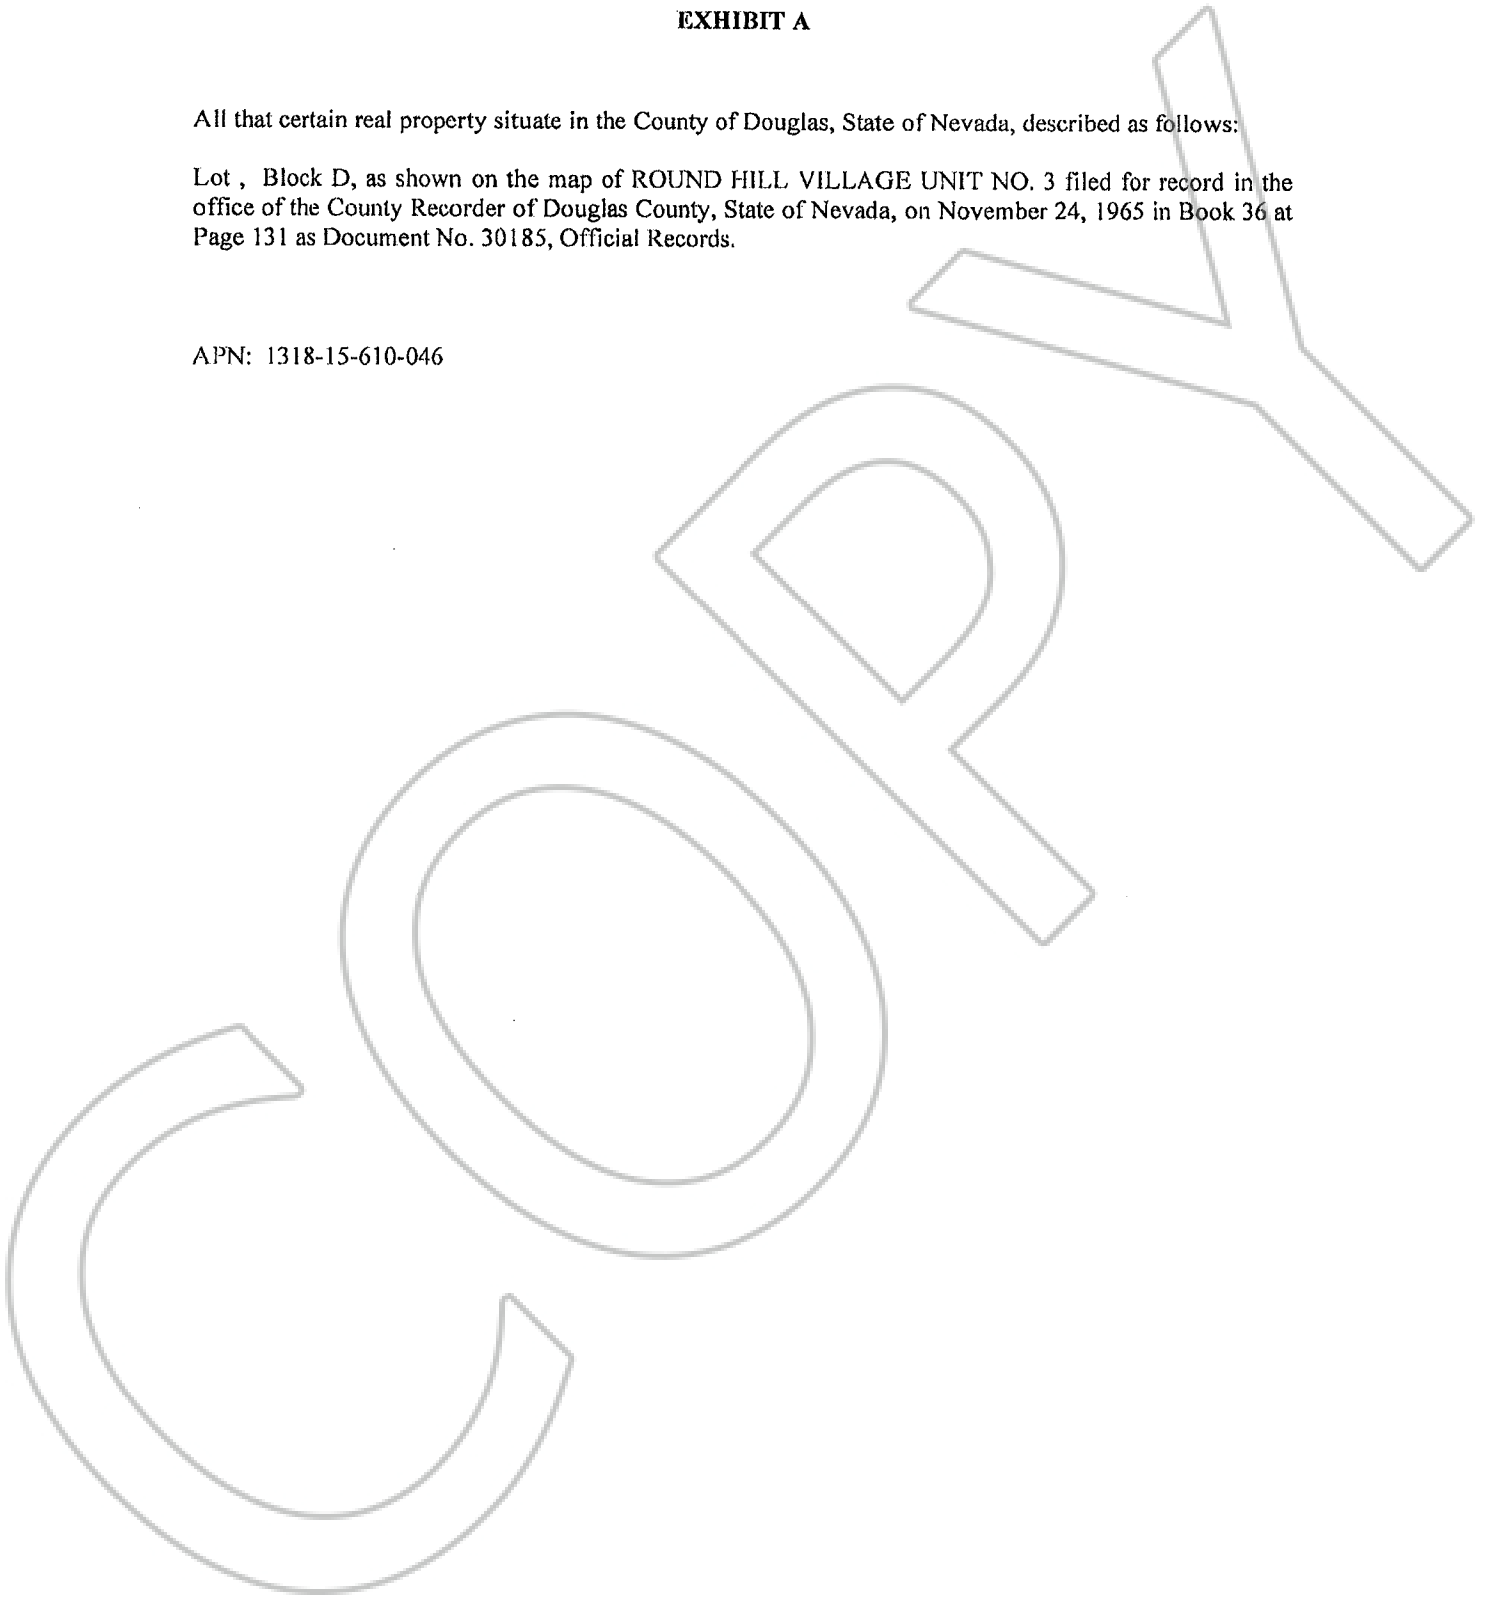 EXHIBIT A
All that certain real property situate in the County of Douglas, State of Nevada, described as follows:
Lot , Block D, as shown on the map of ROUND HILL VILLAGE UNIT NO. 3 filed for record in the
office of the County Recorder of Douglas County, State of Nevada, on November 24, 1965 in Book 36 at
Page 131 as Document No. 30185, Official Records.
APN: 1318-15-610-046
COPY